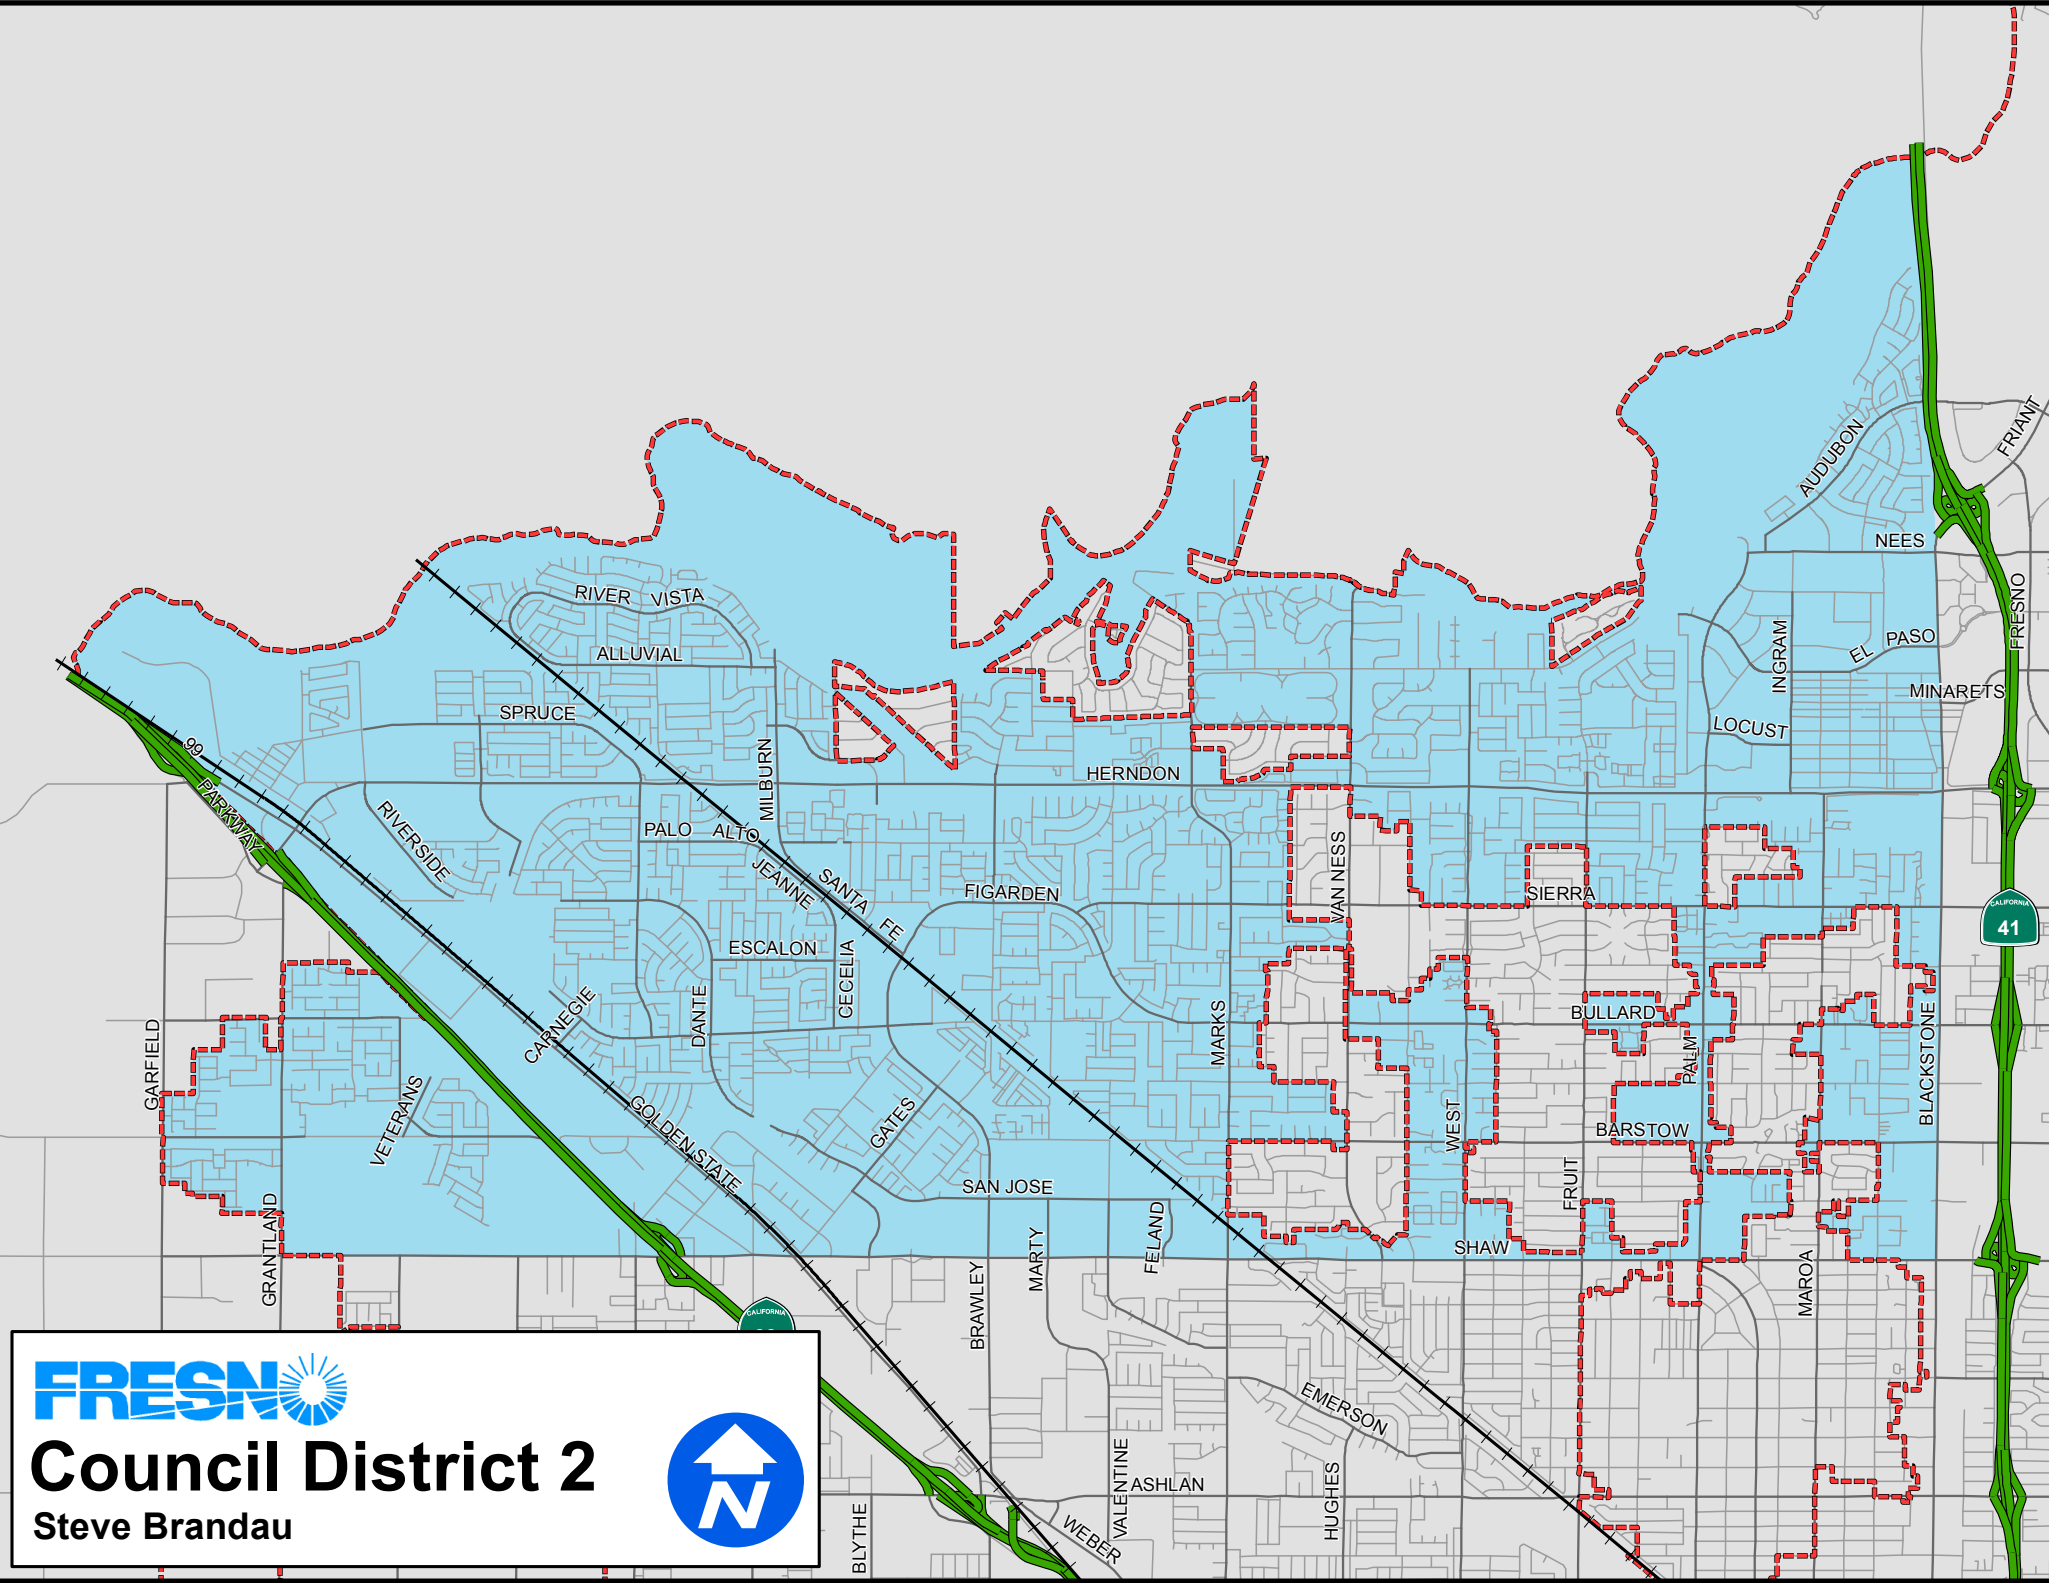 FRIANT
AUDUBON
NEES
RIVER VISTA
FRESNO
ALLUVIAL
EL PASO
INGRAM
MINARETS
SPRUCE
LOCUST
99
HERNDON
MILBURN
PARKWAY
RIVERSIDE
PALO ALTO
JEANNE
SANTA FE
FIGARDEN
VAN NESS
SIERRA
CALIFORNIA
41
ESCALON
CECELIA
CARNEGIE
DANTE
MARKS
BULLARD
PALM
BLACKSTONE
GARFIELD
VETERANS
GOLDEN STATE
GATES
WEST
BARSTOW
SAN JOSE
FRUIT
GRANTLAND
MARTY
FELAND
SHAW
MAROA
BRAWLEY
CALIFORNIA
EMERSON
VALENTINE
ASHLAN
HUGHES
BLYTHE
WEBER
FRESNO
Council District 2
Steve Brandau
N